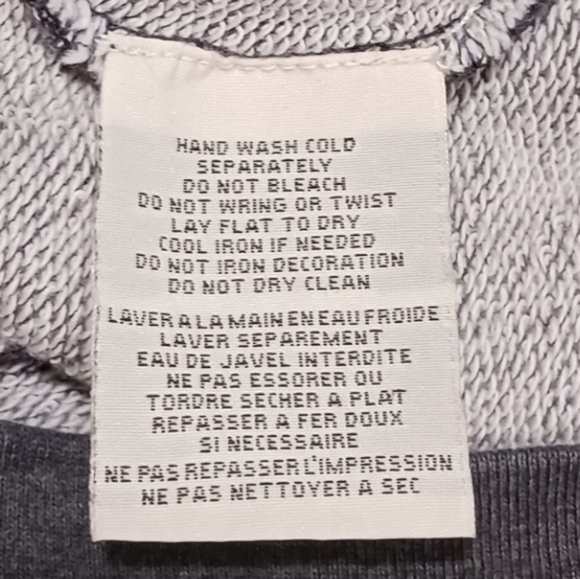 HAND WASH COLD
SEPARATELY
DO NOT BLEACH
DO NOT WRING OR TWIST
LAY FLAT TO DRY
COOL IRON IF NEEDED
DO NOT IRON DECORATION
DO NOT DRY CLEAN
LAVER A LA MAIN EN EAU FROIDE
LAVER SEPAREMENT
EAU DE JAVEL INTERDITE
NE PAS ESSORER OU
TORDRE SECHER A PLAT
REPASSER A FER DOUX
SI NECESSAIRE
NE PAS REPASSER L'IMPRESSION
NE PAS NETTOYER A SEC